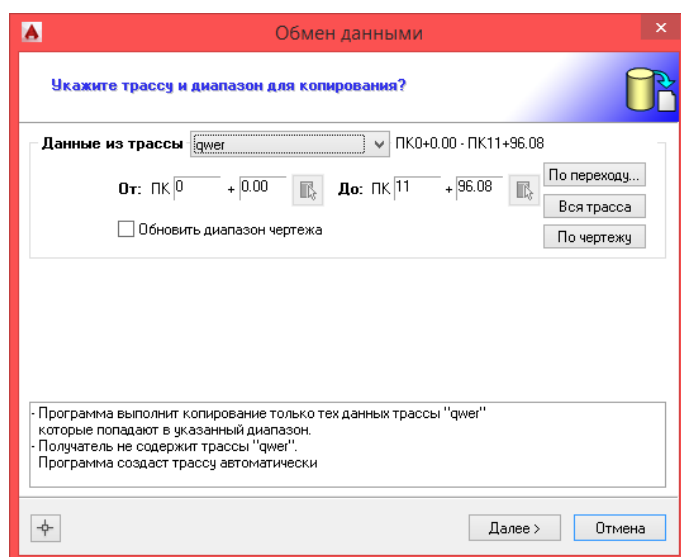 Обмен данными
Укажите трассу и диапазон для копирования?
Данные из трассы qwer ПК0+0.00 - ПК11+96.08
По переходу...
От: ПК 0 + 0.00 До: ПК 11 + 96.08
Вся трасса
Обновить диапазон чертежа
По чертежу
- Программа выполнит копирование только тех данных трассы "qwer"
которые попадают в указанный диапазон.
- Получатель не содержит трассы "qwer".
Программа создаст трассу автоматически
Далее > Отмена